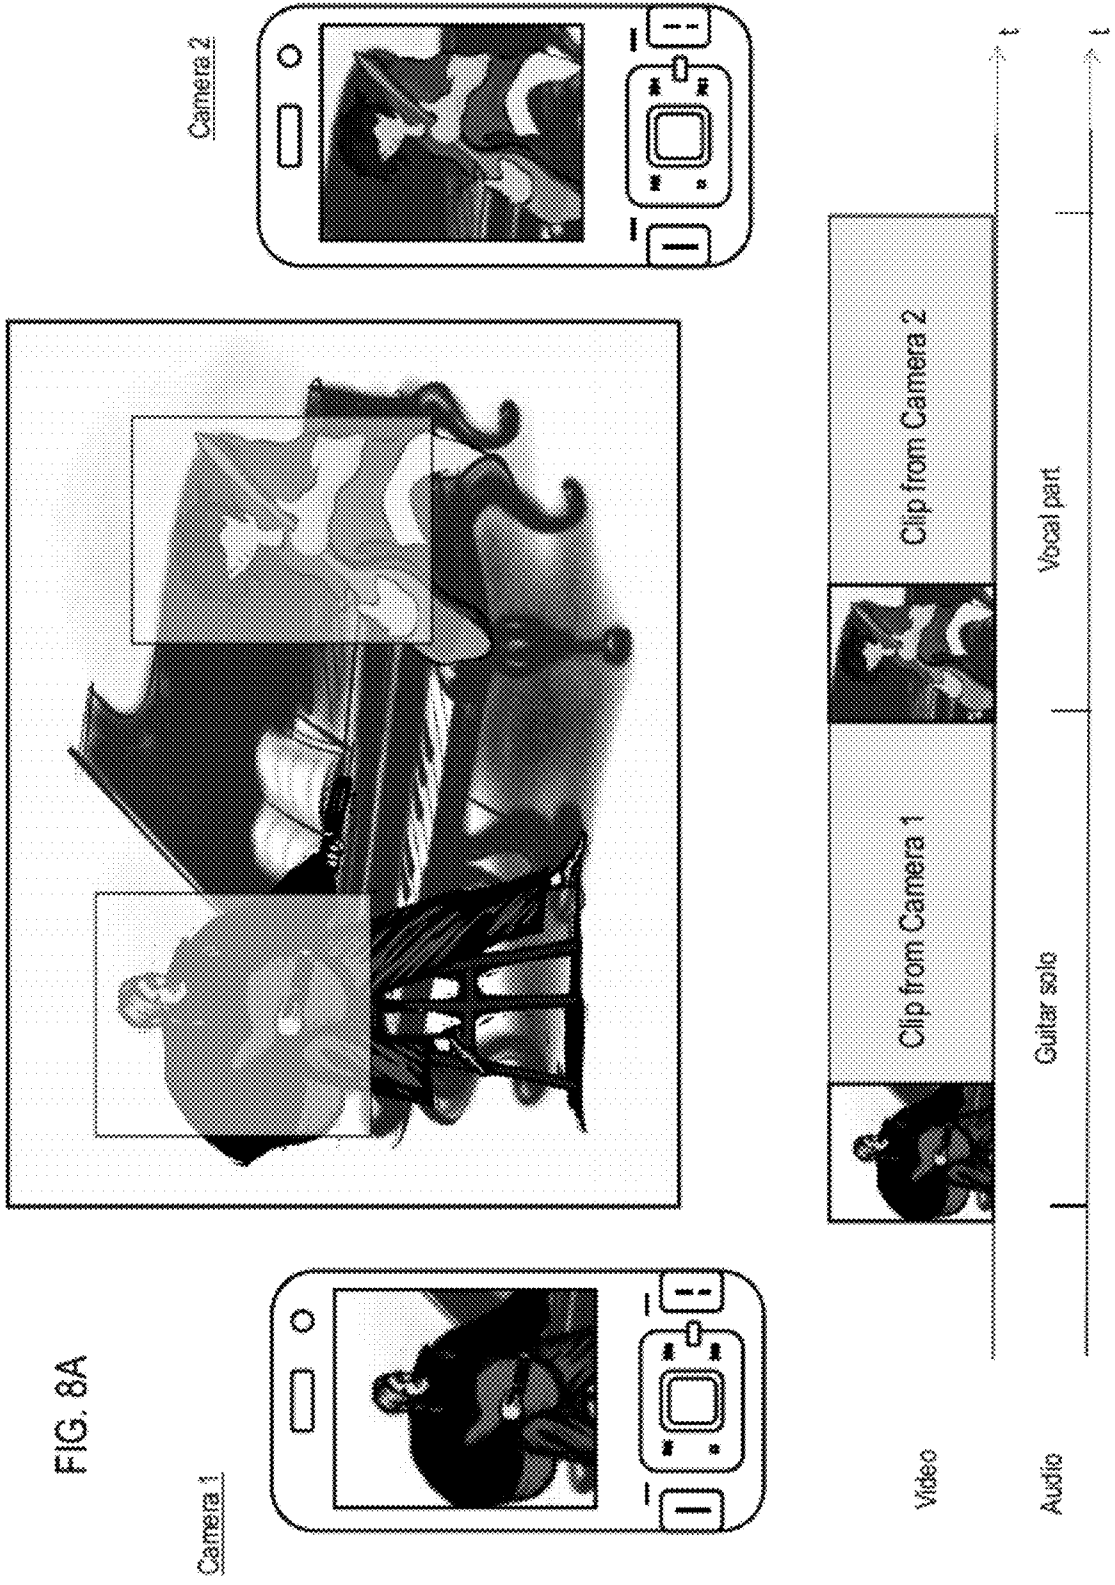 FIG. 8A
Camera 1
Camera 2
Video
Clip from Camera 1
Clip from Camera 2
t
Audio
Guitar solo
Vocal part
t